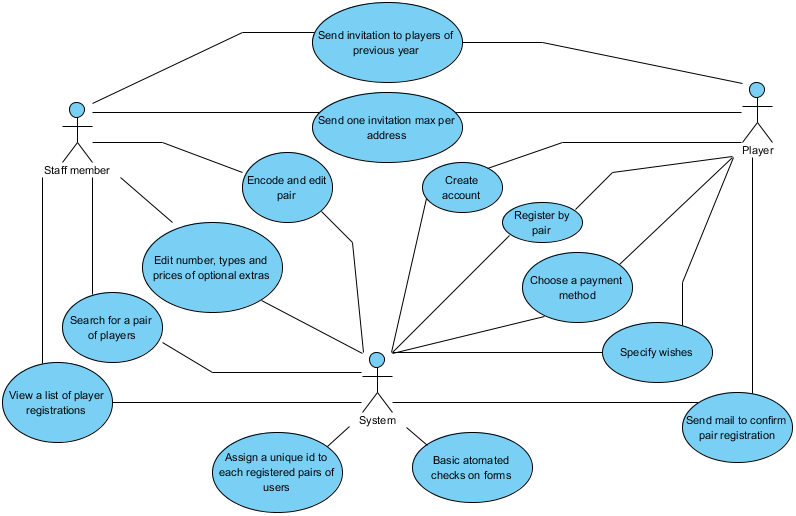 Send invitation to players of
previous year
Send one invitation max per
address
Staff member
Player
Encode and edit
pair
Create
account
Register by
pair
Edit number, types and
prices of optional extras
Choose a payment
method
Search for a pair
of players
Specify wishes
View a list of player
registrations
System
Send mail to confirm
pair registration
Assign a unique id to
each registered pairs of
users
Basic atomated
checks on forms